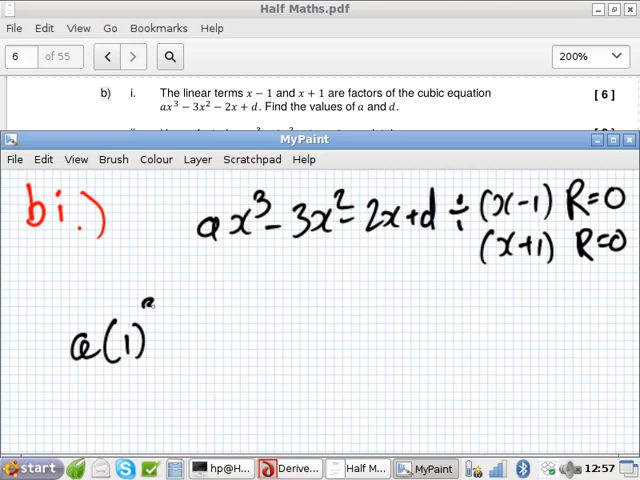 Half Maths.pdf
File Edit View Go Bookmarks Help
6 of 55 200%
b) i. The linear terms x − 1 and x + 1 are factors of the cubic equation [ 6 ]
ax³ − 3x² − 2x + d. Find the values of a and d.
MyPaint
File Edit View Brush Colour Layer Scratchpad Help
bi.) ax³ − 3x² − 2x + d ÷ (x − 1) R = 0
(x + 1) R = 0
a(1)
start hp@H... Derive... Half M... MyPaint 12:57